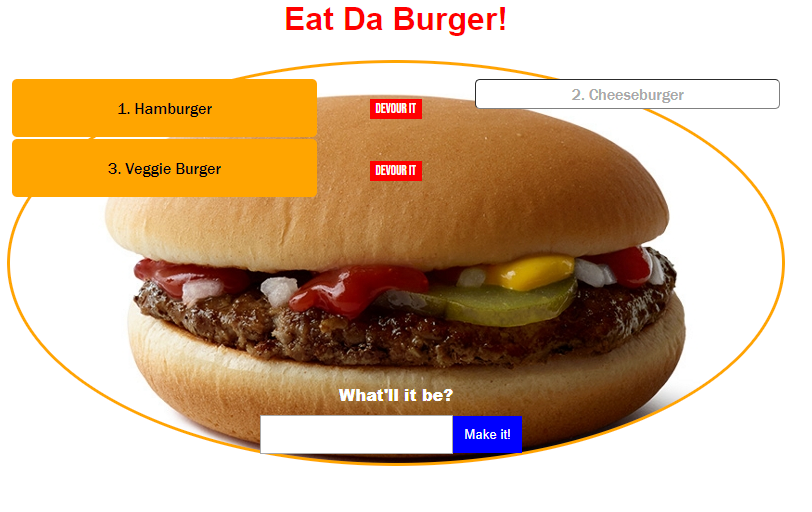 Eat Da Burger!
1. Hamburger
DEVOUR IT
2. Cheeseburger
3. Veggie Burger
DEVOUR IT
What'll it be?
Make it!